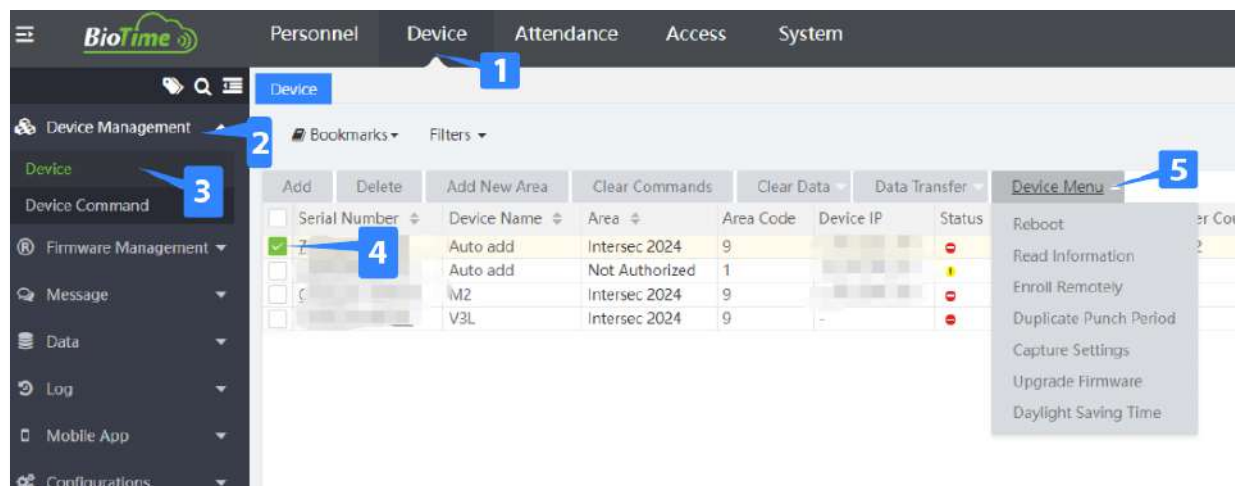 BioTime Personnel Device Attendance Access System
1
Device
Device Management
2
Bookmarks Filters
Device
3
Device Command
5
Add Delete Add New Area Clear Commands Clear Data Data Transfer Device Menu
Serial Number Device Name Area Area Code Device IP Status
4
Auto add Intersec 2024 9
Auto add Not Authorized 1
M2 Intersec 2024 9
V3L Intersec 2024 9 -
Reboot
Read Information
Enroll Remotely
Duplicate Punch Period
Capture Settings
Upgrade Firmware
Daylight Saving Time
Firmware Management
Message
Data
Log
Mobile App
Configurations